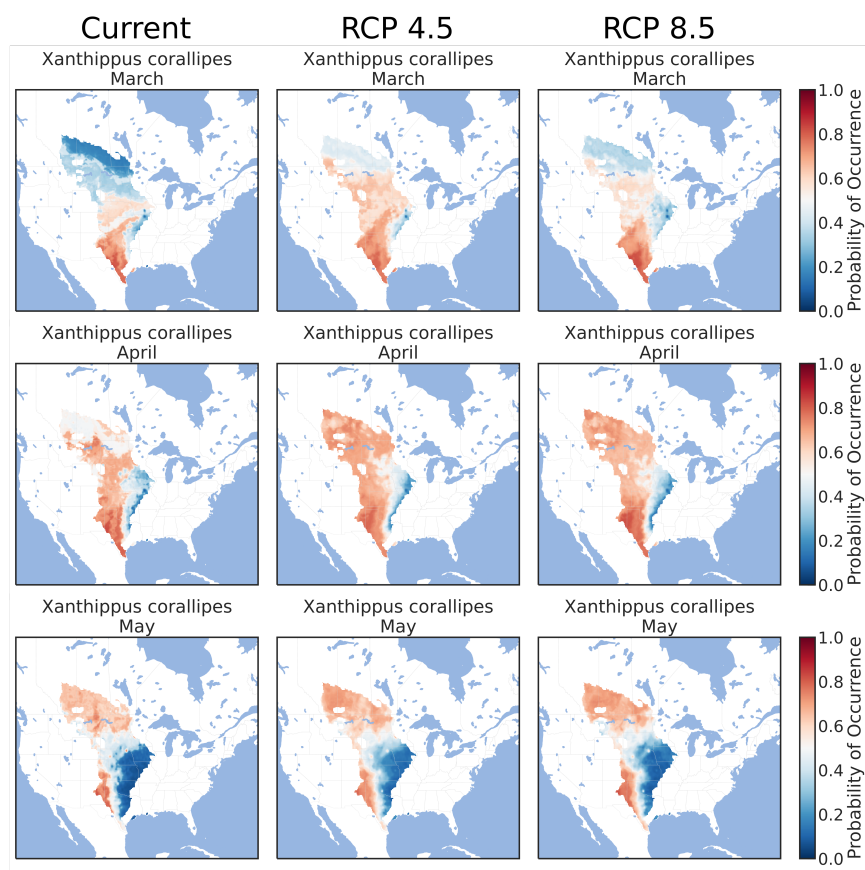 Current RCP 4.5 RCP 8.5
Xanthippus corallipes Xanthippus corallipes Xanthippus corallipes
March March March
1.0
0.8
0.6
0.4
0.2
0.0
Probability of Occurrence
Xanthippus corallipes Xanthippus corallipes Xanthippus corallipes
April April April
1.0
0.8
0.6
0.4
0.2
0.0
Probability of Occurrence
Xanthippus corallipes Xanthippus corallipes Xanthippus corallipes
May May May
1.0
0.8
0.6
0.4
0.2
0.0
Probability of Occurrence